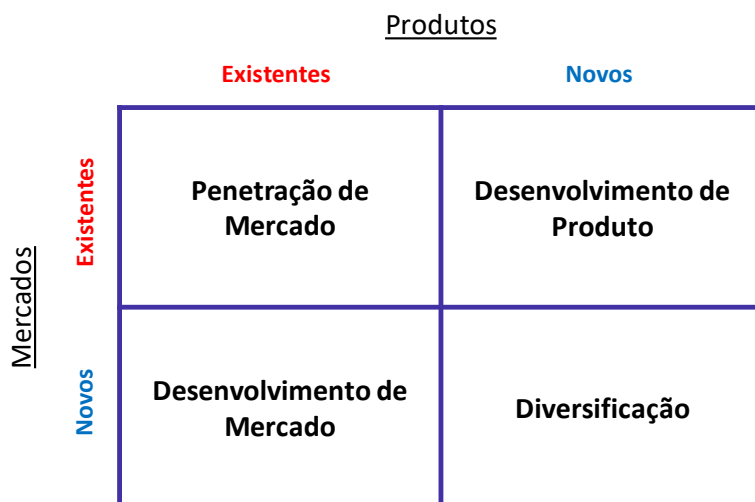 Produtos
Existentes
Novos
Mercados
Existentes
Penetração de
Mercado
Desenvolvimento de
Produto
Novos
Desenvolvimento de
Mercado
Diversificação